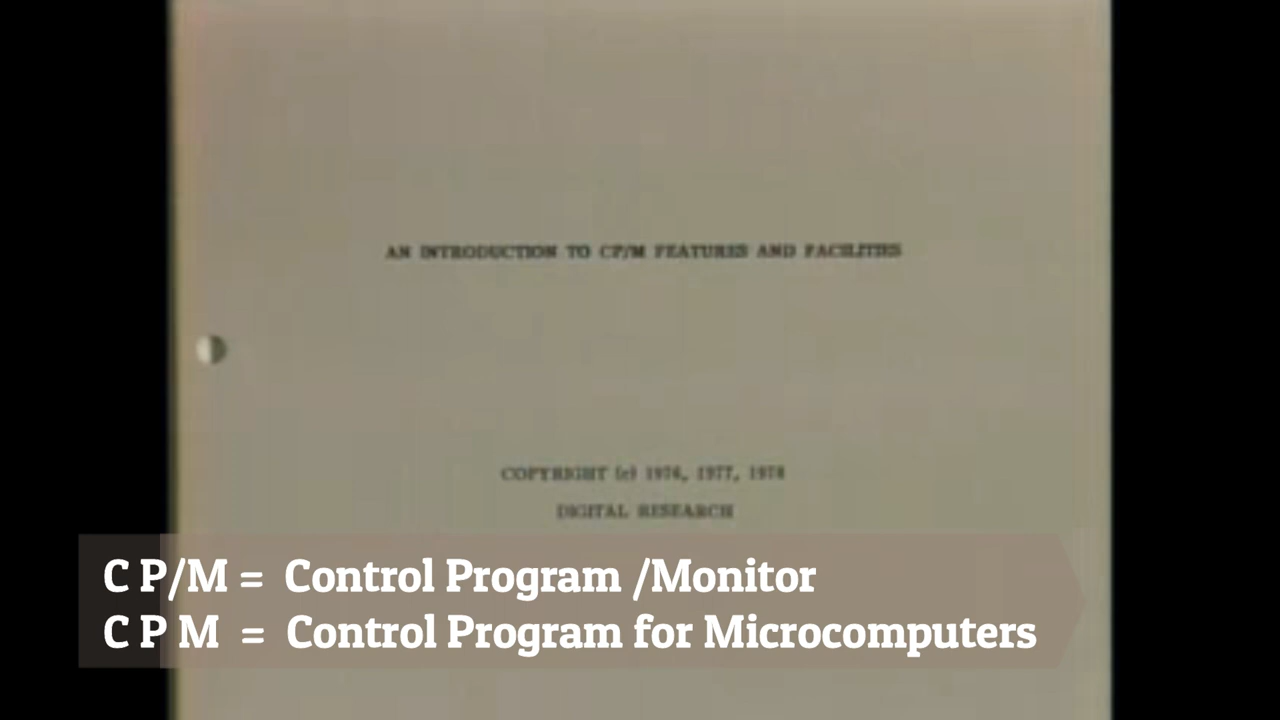 AN INTRODUCTION TO CP/M FEATURES AND FACILITIES
COPYRIGHT (c) 1976, 1977, 1978
DIGITAL RESEARCH
C P/M = Control Program /Monitor
C P M = Control Program for Microcomputers